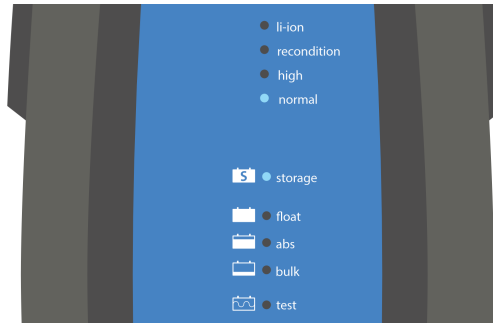 li-ion
recondition
high
normal
S storage
float
abs
bulk
test